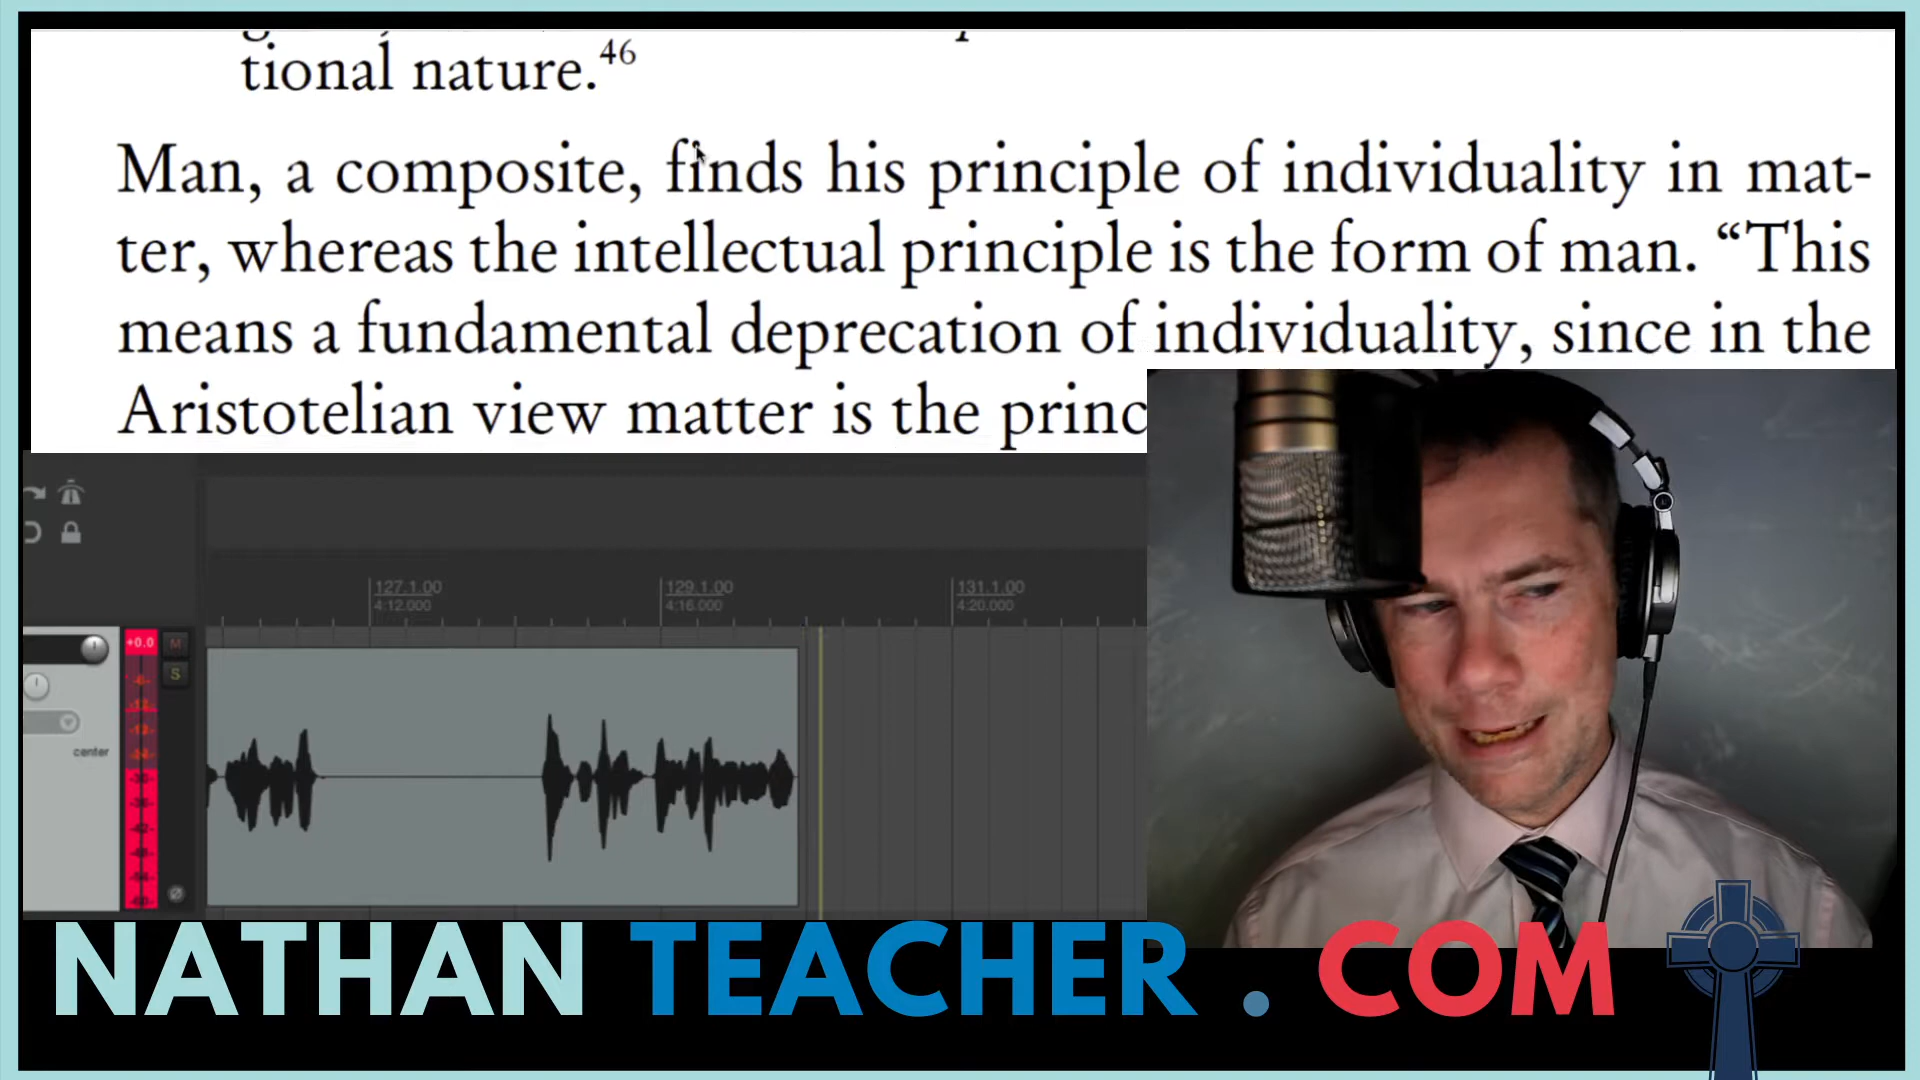 tional nature.46
Man, a composite, finds his principle of individuality in mat-
ter, whereas the intellectual principle is the form of man. “This
means a fundamental deprecation of individuality, since in the
Aristotelian view matter is the princ
127.1.00
4:12.000
129.1.00
4:16.000
131.1.00
4:20.000
+0.0
M
S
center
NATHAN TEACHER . COM